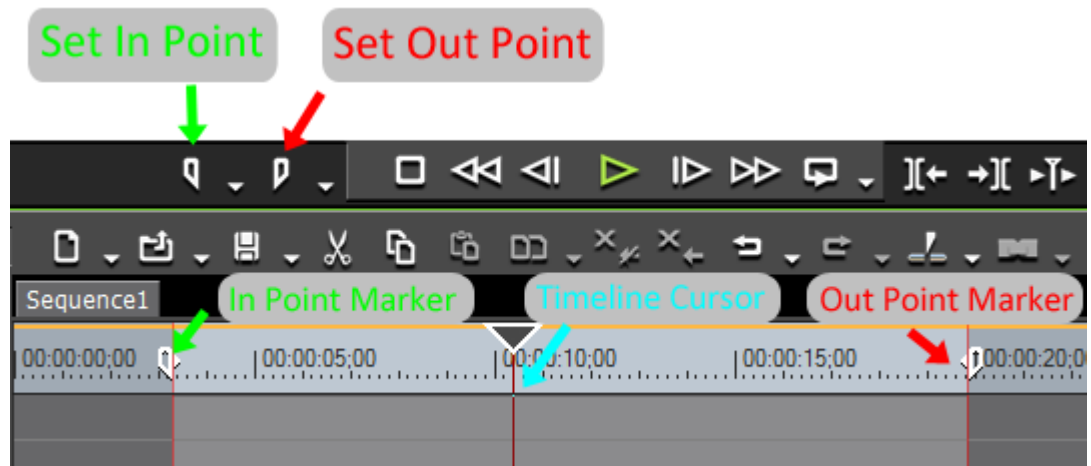 Set In Point
Set Out Point
Sequence1
In Point Marker
Timeline Cursor
Out Point Marker
00:00:00;00
00:00:05;00
00:00:10;00
00:00:15;00
00:00:20;0